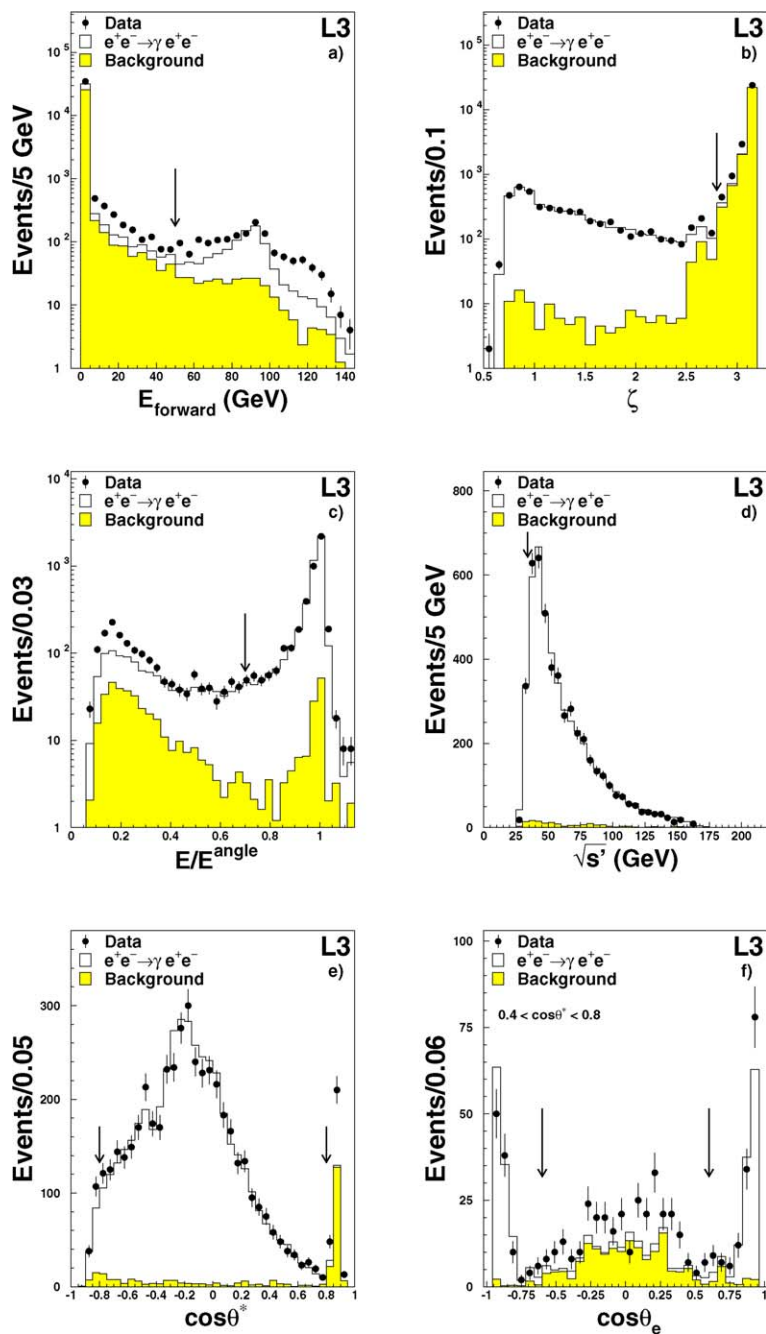 L3
a)
Data
e⁺e⁻→γ e⁺e⁻
Background
Events/5 GeV
10⁵
10⁴
10³
10²
10
1
0 20 40 60 80 100 120 140
E_forward (GeV)
L3
b)
Data
e⁺e⁻→γ e⁺e⁻
Background
Events/0.1
10⁵
10⁴
10³
10²
10
1
0.5 1 1.5 2 2.5 3
ζ
L3
c)
Data
e⁺e⁻→γ e⁺e⁻
Background
Events/0.03
10⁴
10³
10²
10
1
0 0.2 0.4 0.6 0.8 1
E/E^angle
L3
d)
Data
e⁺e⁻→γ e⁺e⁻
Background
Events/5 GeV
800
600
400
200
0
0 25 50 75 100 125 150 175 200
√s' (GeV)
L3
e)
Data
e⁺e⁻→γ e⁺e⁻
Background
Events/0.05
300
200
100
0
-1 -0.8 -0.6 -0.4 -0.2 0 0.2 0.4 0.6 0.8 1
cosθ*
L3
f)
Data
e⁺e⁻→γ e⁺e⁻
Background
0.4 < cosθ* < 0.8
Events/0.06
100
75
50
25
0
-1 -0.75 -0.5 -0.25 0 0.25 0.5 0.75 1
cosθ_e